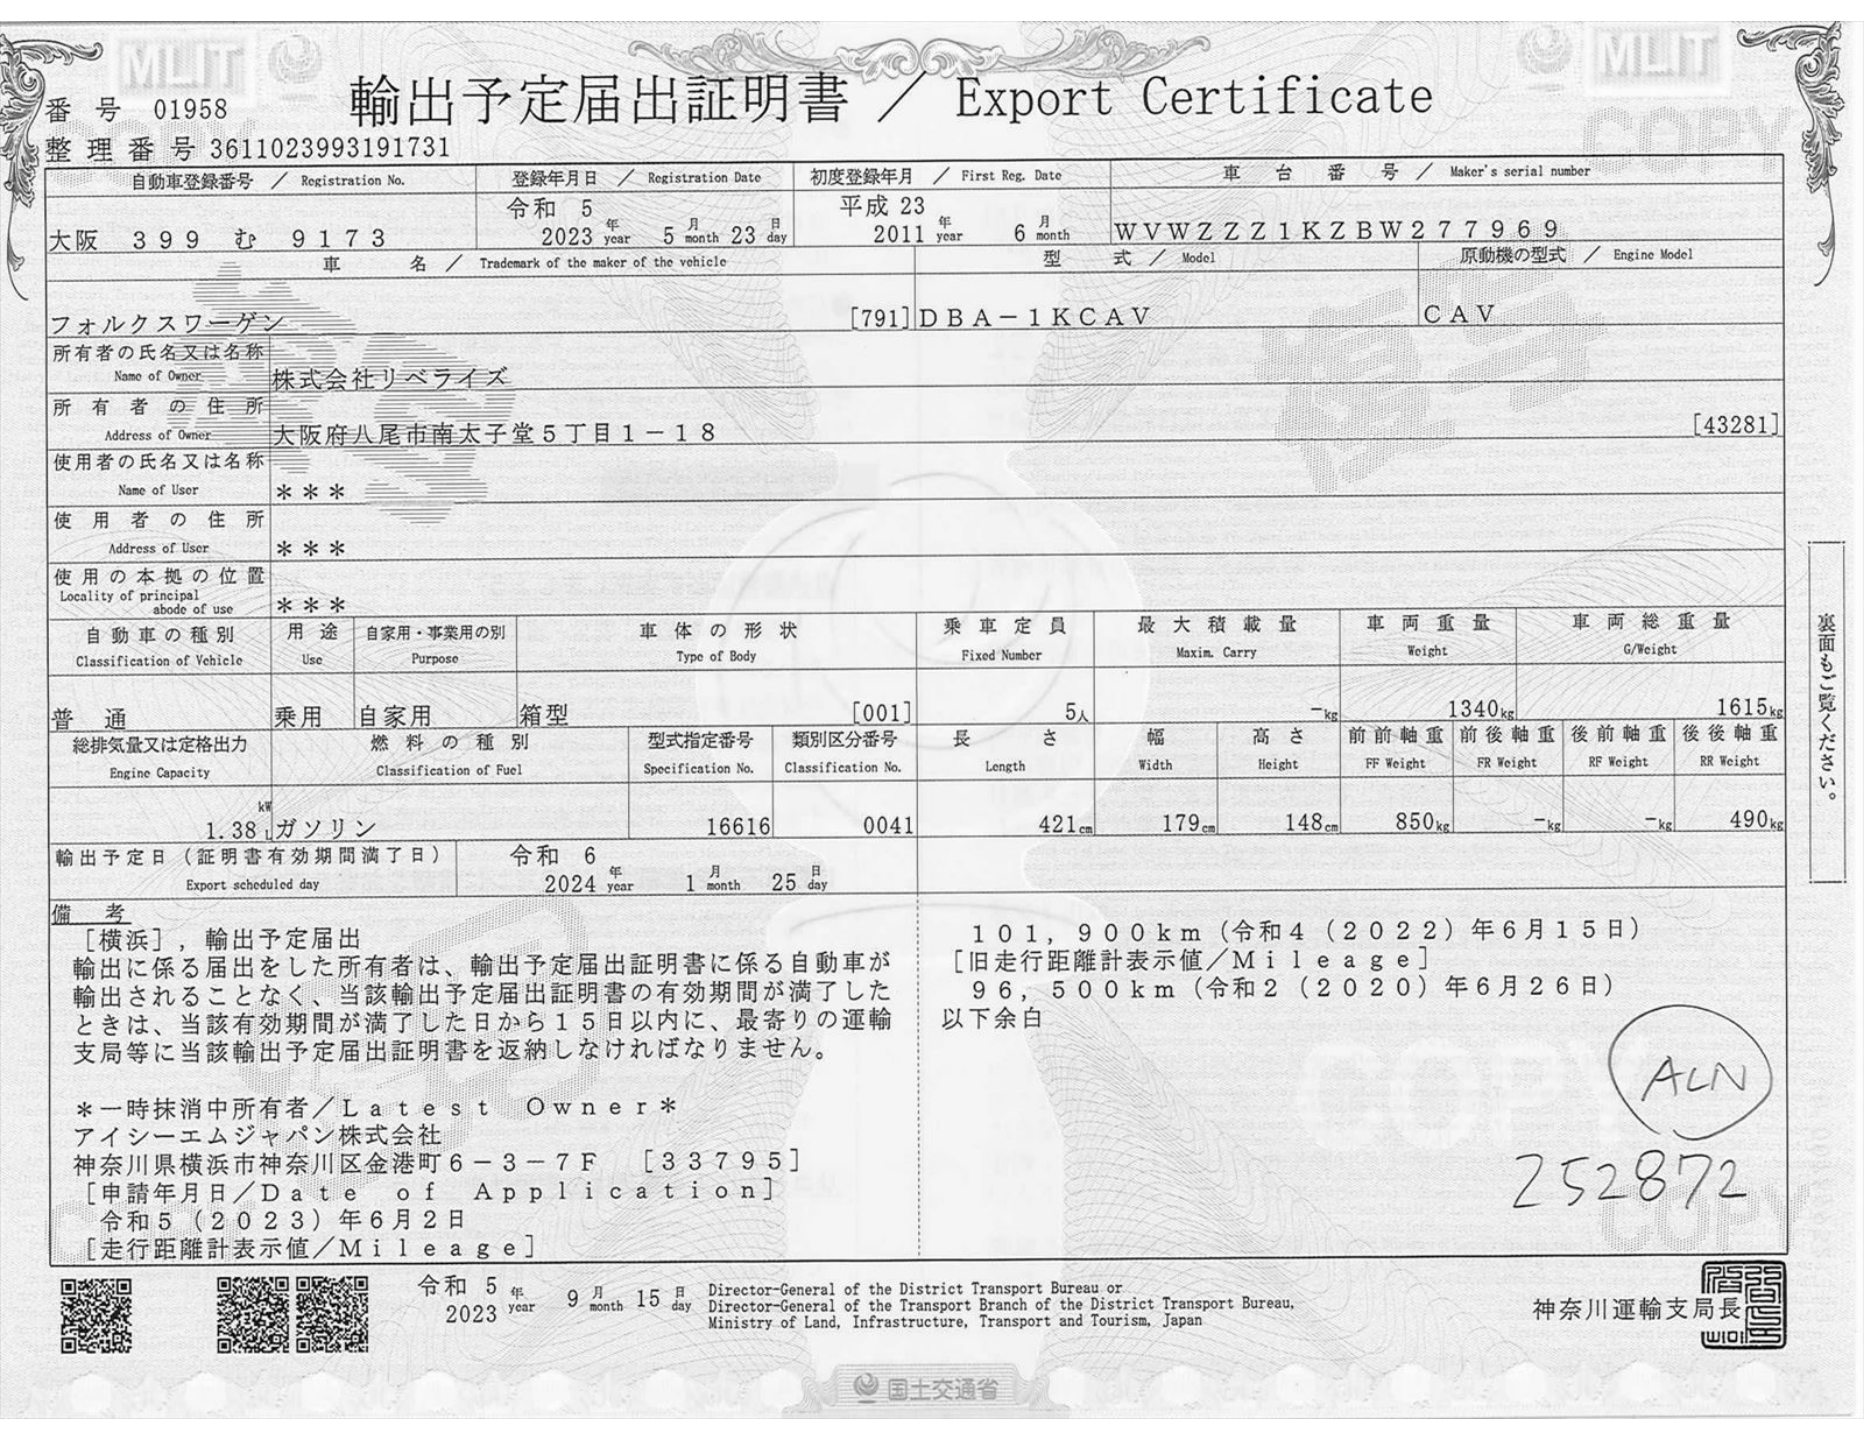 MLIT
MLIT
輸出予定届出証明書 ／ Export Certificate
番 号 01958
整 理 番 号 3611023993191731
COPY
自動車登録番号 ／ Registration No.
登録年月日 ／ Registration Date
初度登録年月 ／ First Reg. Date
車 台 番 号 ／ Maker's serial number
大阪 399 む 9173
令和 5
2023 年 year 5 月 month 23 日 day
平成 23
2011 年 year 6 月 month
WVWZZZ1KZBW277969
車 名 ／ Trademark of the maker of the vehicle
型 式 ／ Model
原動機の型式 ／ Engine Model
フォルクスワーゲン [791]
DBA－1KCAV
CAV
所有者の氏名又は名称
Name of Owner
株式会社リベライズ
所 有 者 の 住 所
Address of Owner
大阪府八尾市南太子堂５丁目１－１８ [43281]
使用者の氏名又は名称
Name of User
＊＊＊
使 用 者 の 住 所
Address of User
＊＊＊
使 用 の 本 拠 の 位 置
Locality of principal
abode of use
＊＊＊
自 動 車 の 種 別 用 途 自家用・事業用の別 車 体 の 形 状 乗 車 定 員 最 大 積 載 量 車 両 重 量 車 両 総 重 量
Classification of Vehicle Use Purpose Type of Body Fixed Number Maxim. Carry Weight G/Weight
普 通 乗用 自家用 箱型 [001] 5人 －kg 1340kg 1615kg
総排気量又は定格出力 燃 料 の 種 別 型式指定番号 類別区分番号 長 さ 幅 高 さ 前前軸重 前後軸重 後前軸重 後後軸重
Engine Capacity Classification of Fuel Specification No. Classification No. Length Width Height FF Weight FR Weight RF Weight RR Weight
kW
1.38 L ガソリン 16616 0041 421cm 179cm 148cm 850kg －kg －kg 490kg
輸出予定日（証明書有効期間満了日）
Export scheduled day
令和 6
2024 年 year 1 月 month 25 日 day
備 考
［横浜］，輸出予定届出
輸出に係る届出をした所有者は、輸出予定届出証明書に係る自動車が
輸出されることなく、当該輸出予定届出証明書の有効期間が満了した
ときは、当該有効期間が満了した日から１５日以内に、最寄りの運輸
支局等に当該輸出予定届出証明書を返納しなければなりません。
＊一時抹消中所有者／Ｌａｔｅｓｔ Ｏｗｎｅｒ＊
アイシーエムジャパン株式会社
神奈川県横浜市神奈川区金港町６－３－７Ｆ ［３３７９５］
［申請年月日／Ｄａｔｅ ｏｆ Ａｐｐｌｉｃａｔｉｏｎ］
令和５（２０２３）年６月２日
［走行距離計表示値／Ｍｉｌｅａｇｅ］
１０１，９００ｋｍ（令和４（２０２２）年６月１５日）
［旧走行距離計表示値／Ｍｉｌｅａｇｅ］
９６，５００ｋｍ（令和２（２０２０）年６月２６日）
以下余白
ALN
252872
COPY
COPY
裏面もご覧ください。
令和 5
2023 年 year 9 月 month 15 日 day
Director-General of the District Transport Bureau or
Director-General of the Transport Branch of the District Transport Bureau,
Ministry of Land, Infrastructure, Transport and Tourism, Japan
神奈川運輸支局長
国土交通省